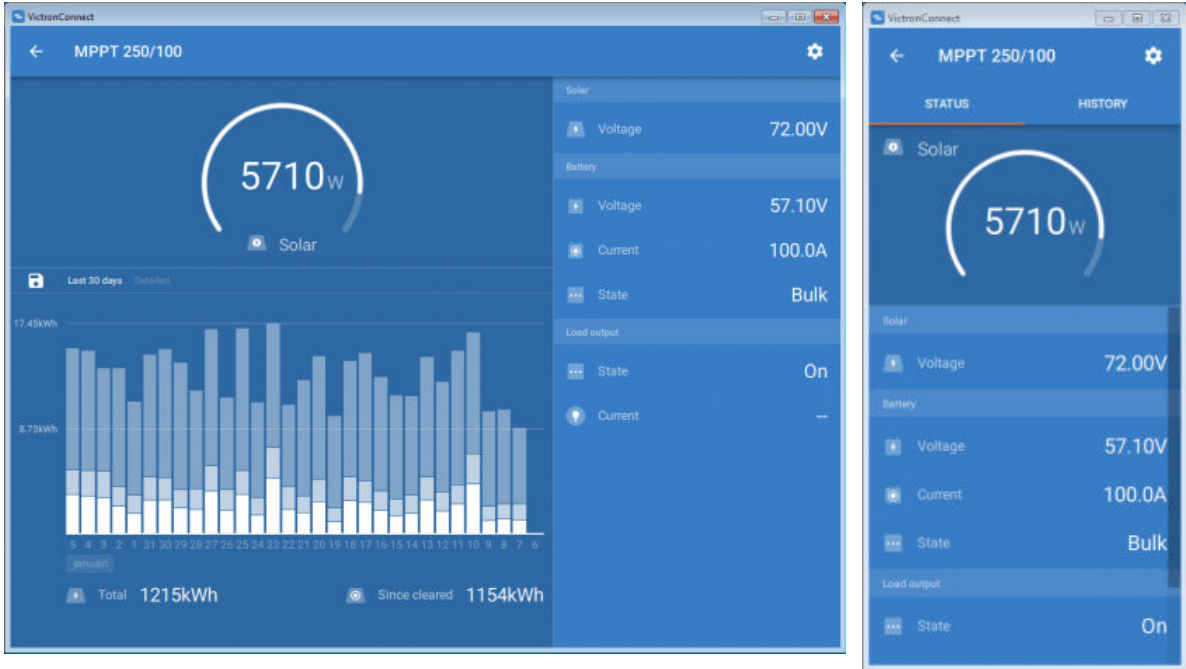 VictronConnect
MPPT 250/100
5710W
Solar
Last 30 days Detailed
17.45kWh
8.73kWh
5 4 3 2 1 31 30 29 28 27 26 25 24 23 22 21 20 19 18 17 16 15 14 13 12 11 10 9 8 7 6
januari
Total 1215kWh Since cleared 1154kWh
Solar
Voltage 72.00V
Battery
Voltage 57.10V
Current 100.0A
State Bulk
Load output
State On
Current --
VictronConnect
MPPT 250/100
STATUS HISTORY
Solar
5710W
Solar
Voltage 72.00V
Battery
Voltage 57.10V
Current 100.0A
State Bulk
Load output
State On